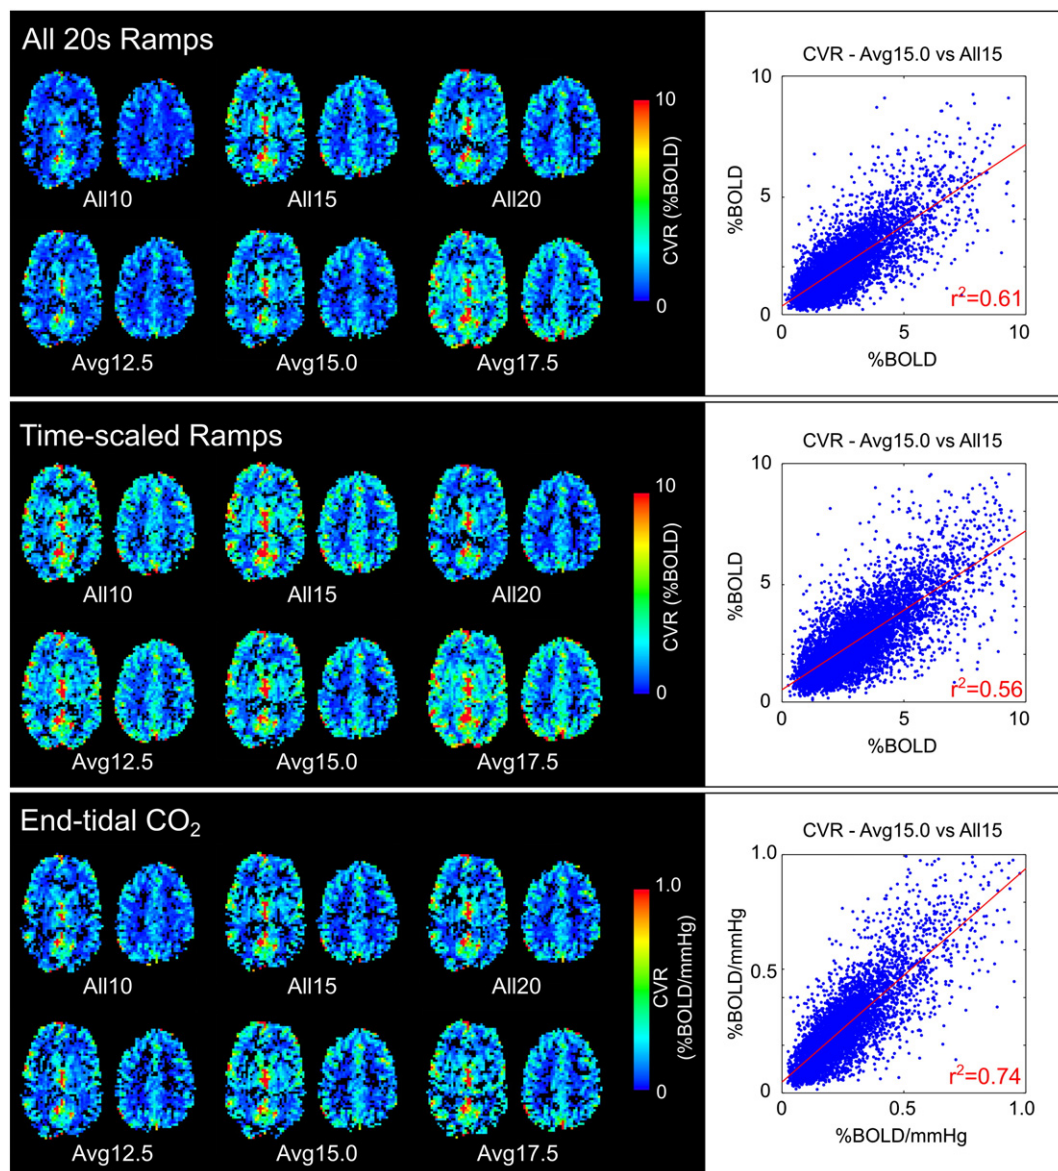 All 20s Ramps
All10
All15
All20
Avg12.5
Avg15.0
Avg17.5
10
CVR (%BOLD)
0
CVR - Avg15.0 vs All15
10
5
0
%BOLD
r²=0.61
0
5
10
%BOLD
Time-scaled Ramps
All10
All15
All20
Avg12.5
Avg15.0
Avg17.5
10
CVR (%BOLD)
0
CVR - Avg15.0 vs All15
10
5
0
%BOLD
r²=0.56
0
5
10
%BOLD
End-tidal CO₂
All10
All15
All20
Avg12.5
Avg15.0
Avg17.5
1.0
CVR
(%BOLD/mmHg)
0
CVR - Avg15.0 vs All15
1.0
0.5
0
%BOLD/mmHg
r²=0.74
0
0.5
1.0
%BOLD/mmHg